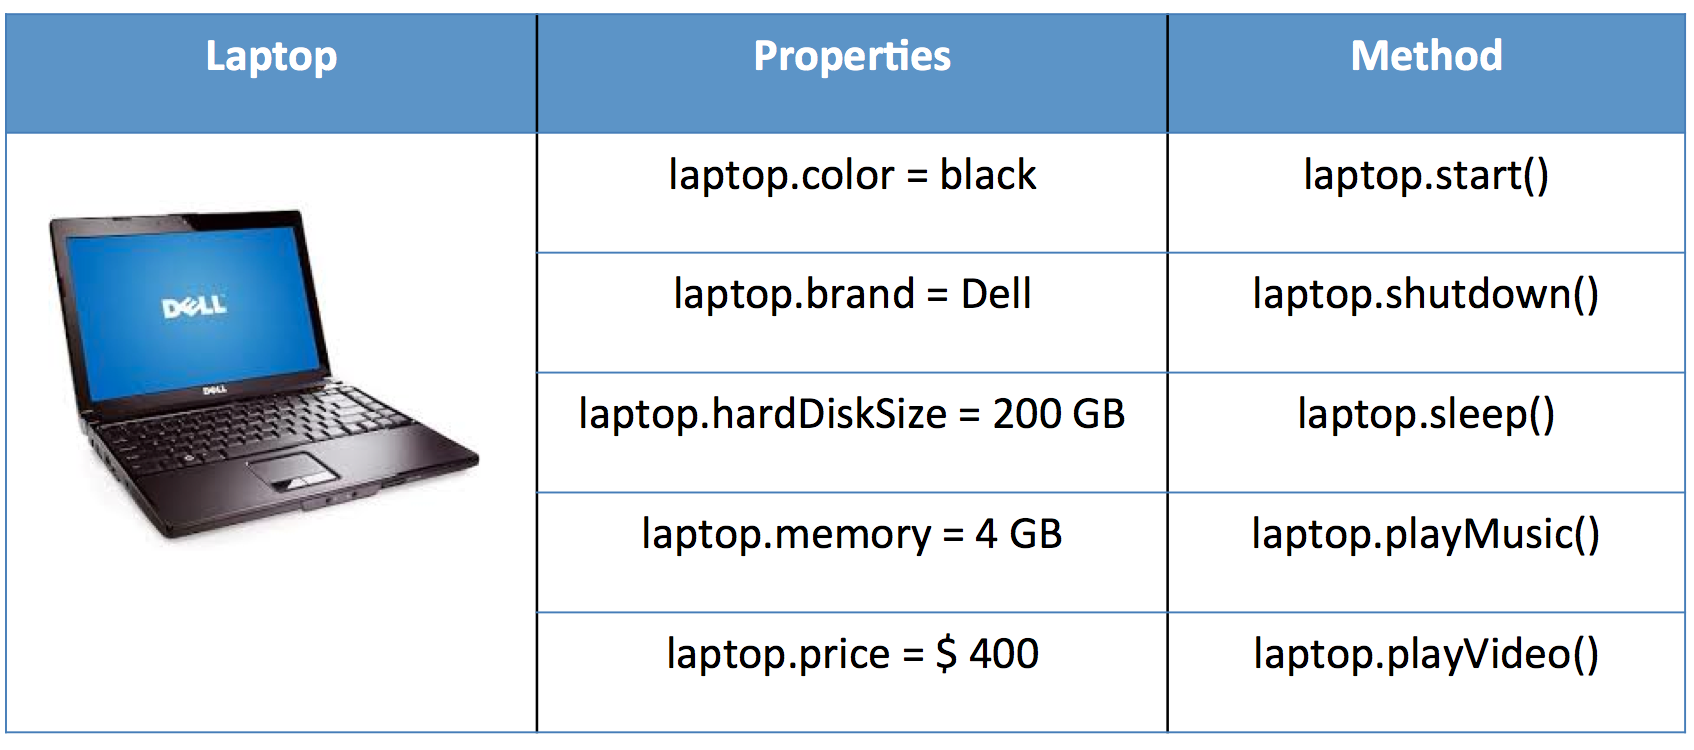 Laptop Properties Method
DELL
DELL
laptop.color = black laptop.start()
laptop.brand = Dell laptop.shutdown()
laptop.hardDiskSize = 200 GB laptop.sleep()
laptop.memory = 4 GB laptop.playMusic()
laptop.price = $ 400 laptop.playVideo()